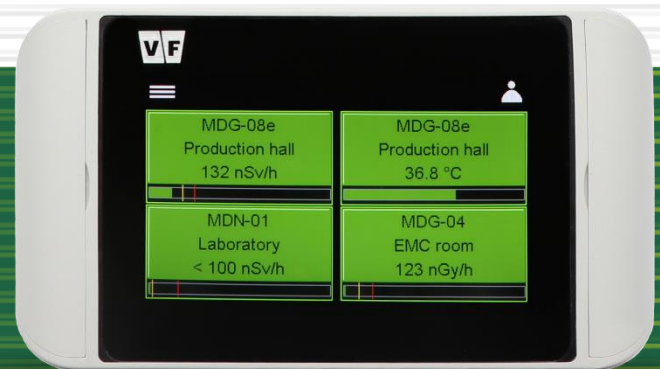 VF
MDG-08e
Production hall
132 nSv/h
MDG-08e
Production hall
36.8 °C
MDN-01
Laboratory
< 100 nSv/h
MDG-04
EMC room
123 nGy/h